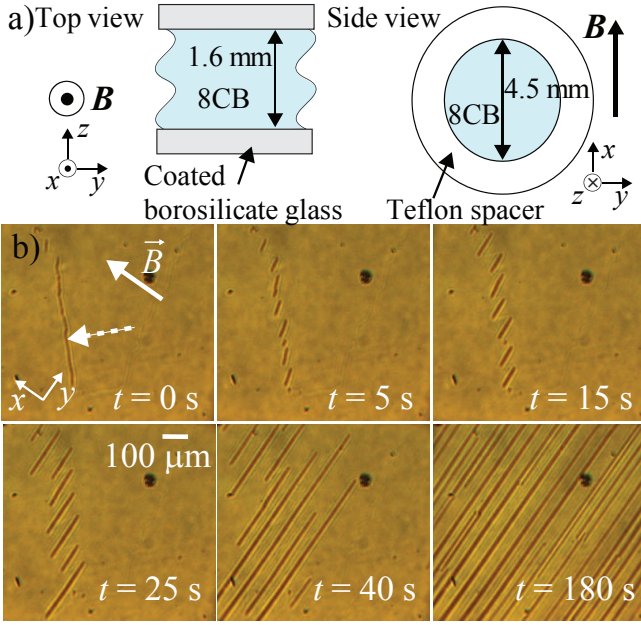 a) Top view
Side view
B
z
x
y
1.6 mm
8CB
Coated
borosilicate glass
4.5 mm
8CB
Teflon spacer
B
x
z
y
b)
B
x
y
t = 0 s
t = 5 s
t = 15 s
100 μm
t = 25 s
t = 40 s
t = 180 s